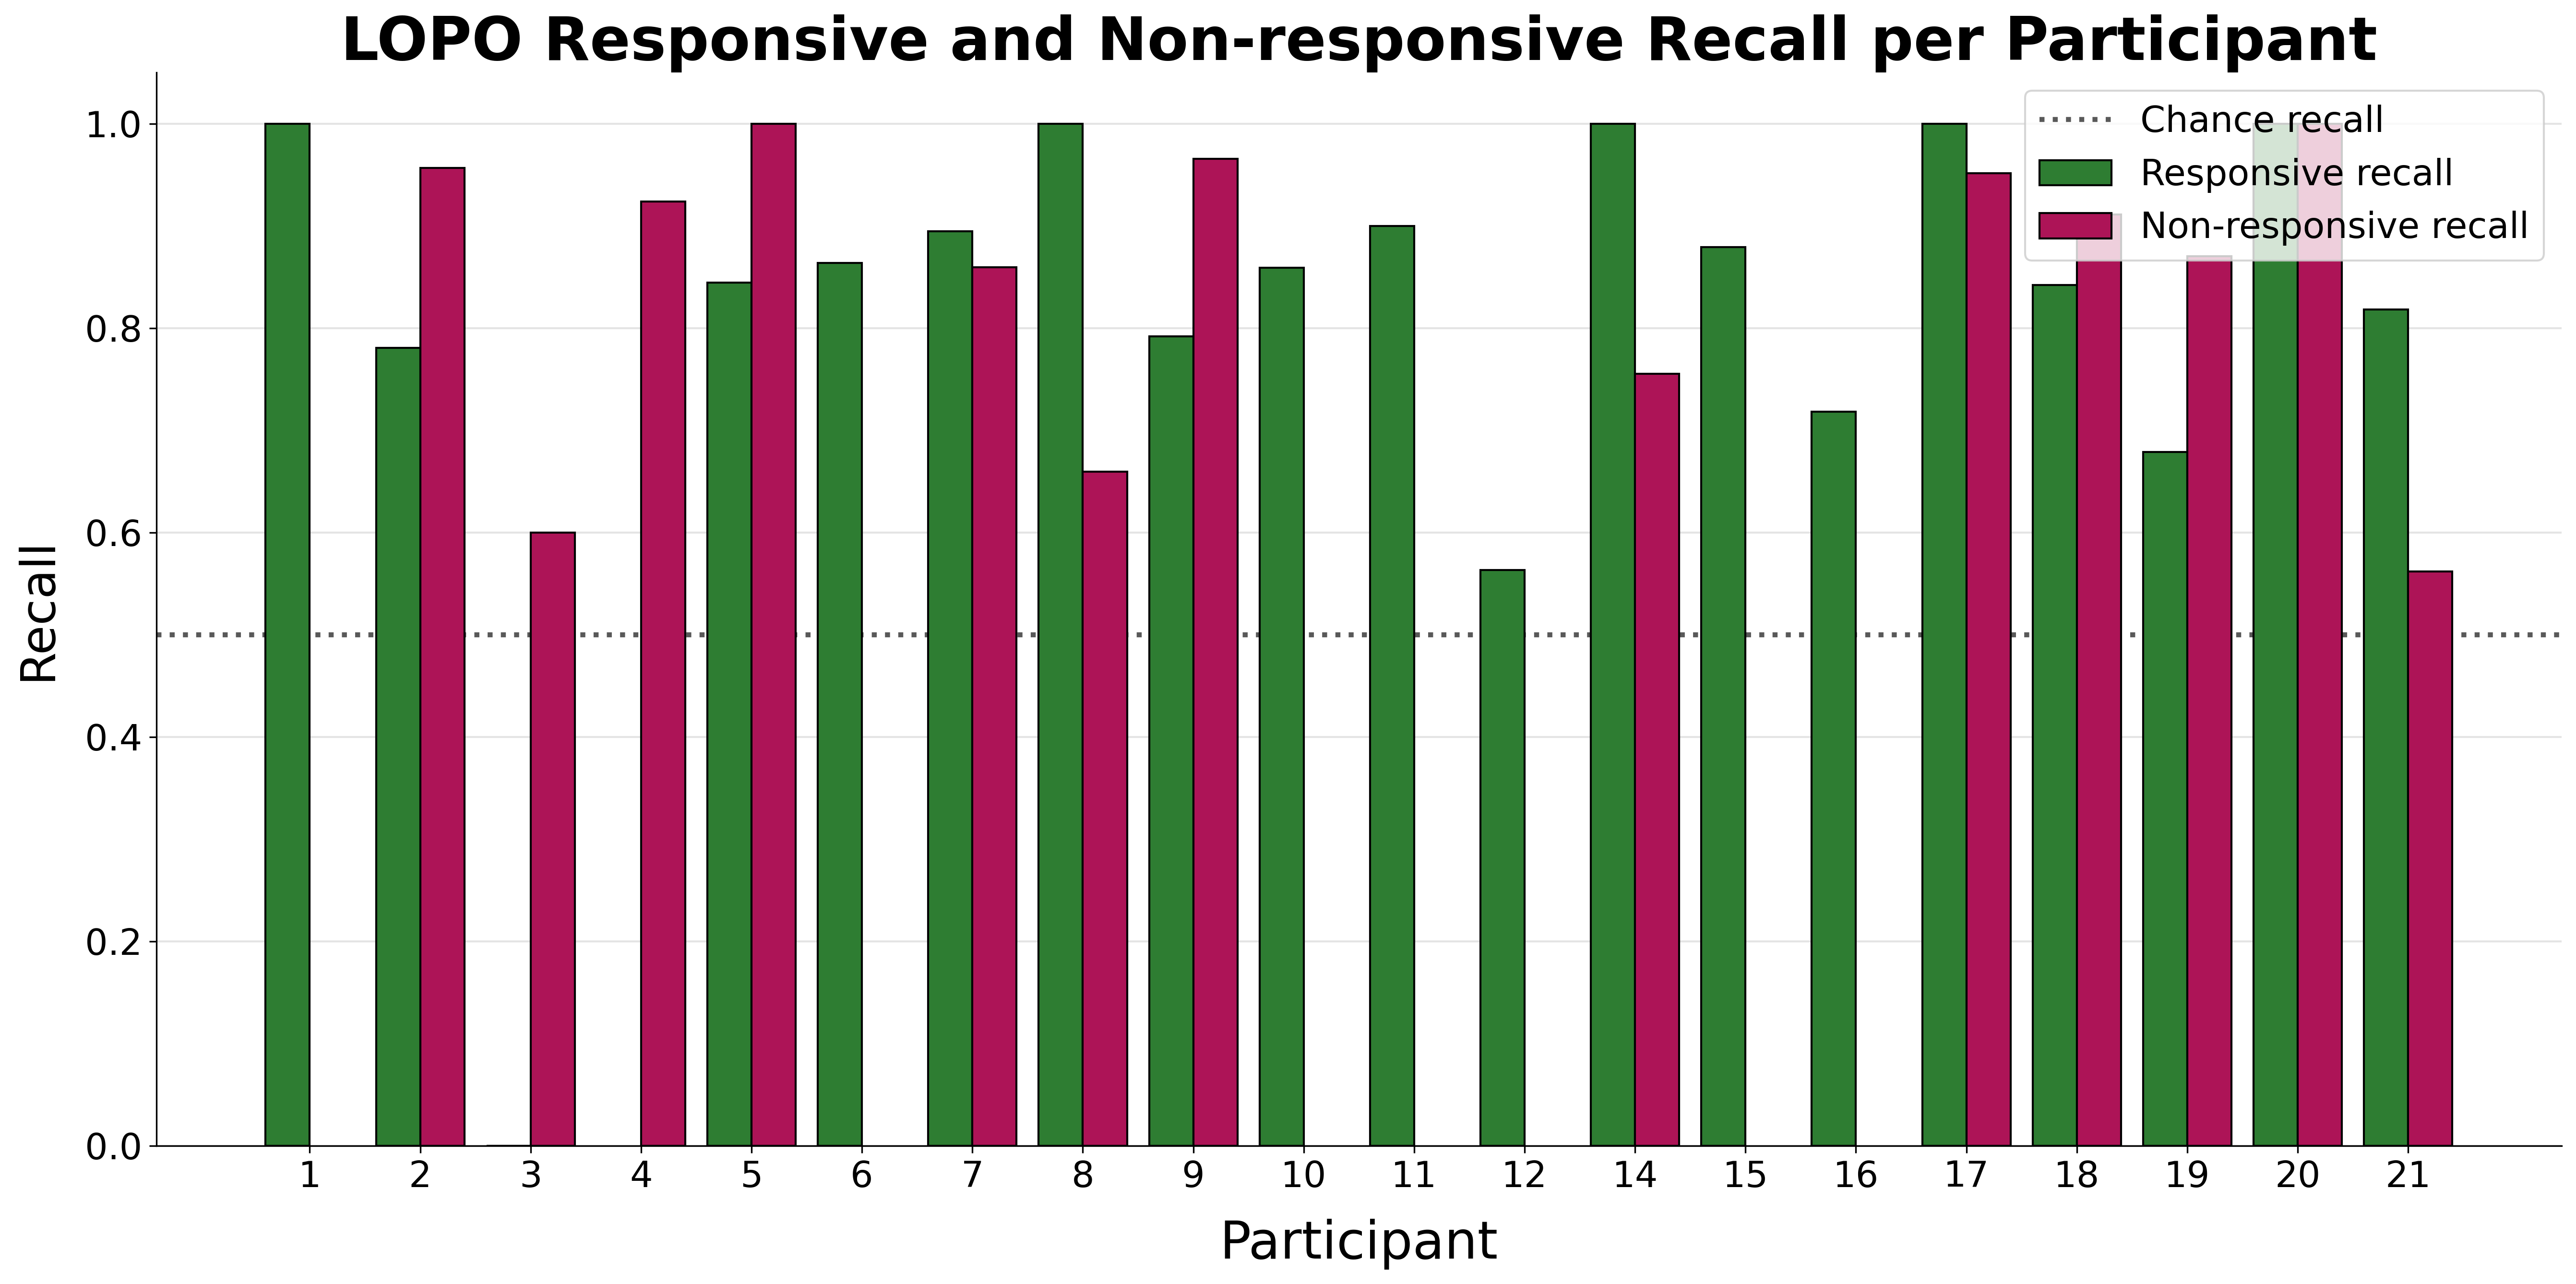 LOPO Responsive and Non-responsive Recall per Participant
Chance recall
Responsive recall
Non-responsive recall
1.0
0.8
0.6
0.4
0.2
0.0
Recall
1 2 3 4 5 6 7 8 9 10 11 12 14 15 16 17 18 19 20 21
Participant